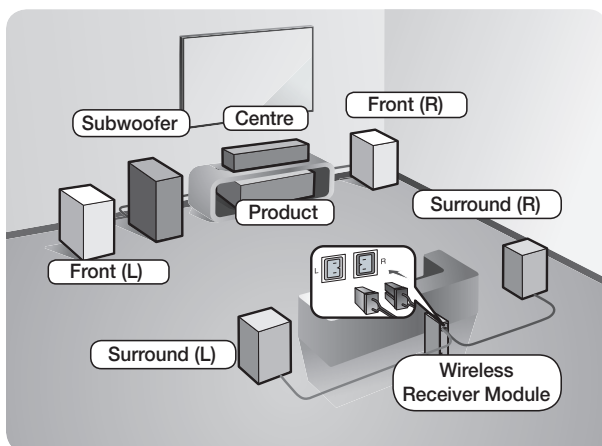 Front (R)
Subwoofer
Centre
Product
Surround (R)
Front (L)
L
R
Surround (L)
Wireless
Receiver Module